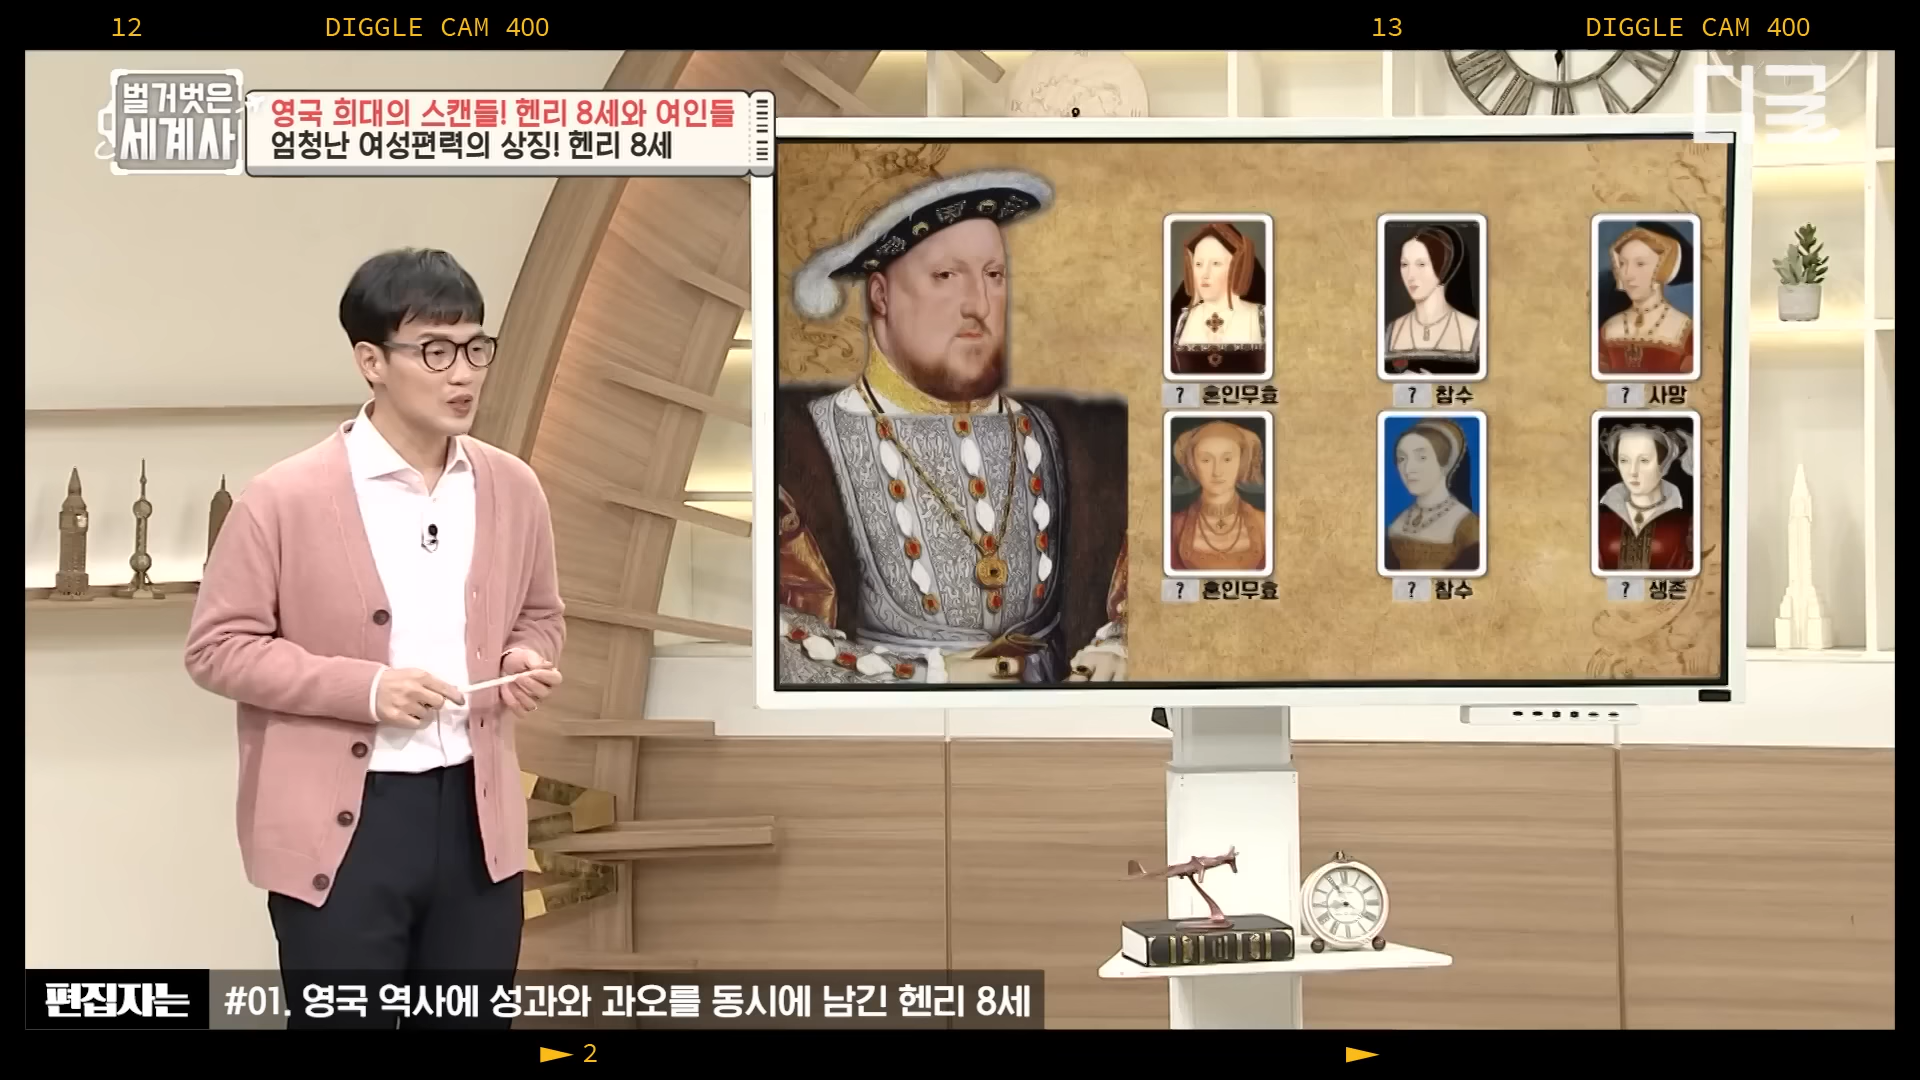 12 DIGGLE CAM 400 13 DIGGLE CAM 400
벌거벗은
세계사
영국 희대의 스캔들! 헨리 8세와 여인들
엄청난 여성편력의 상징! 헨리 8세
디글
? 혼인무효 ? 참수 ? 사망
? 혼인무효 ? 참수 ? 생존
편집자는 #01. 영국 역사에 성과와 과오를 동시에 남긴 헨리 8세
2